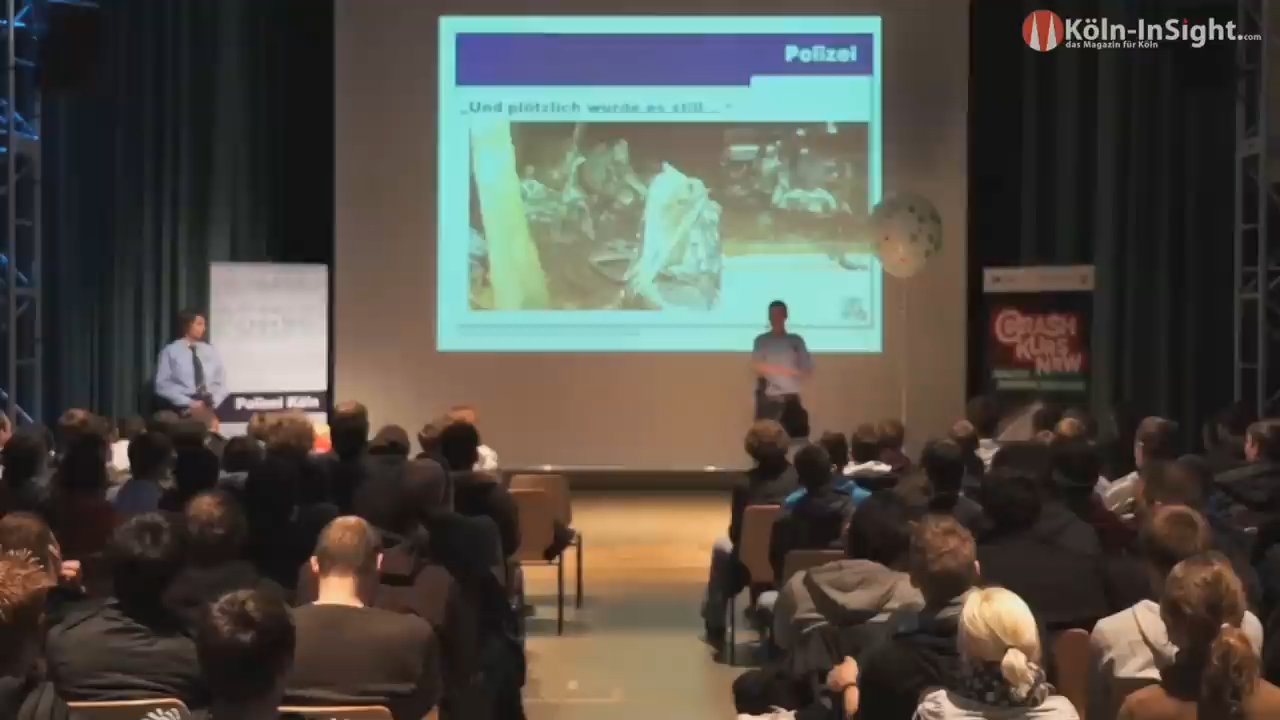 Köln-InSight.com
das Magazin für Köln
Polizei
„Und plötzlich wurde es still... "
CRASH
KURS
NRW
Polizei Köln